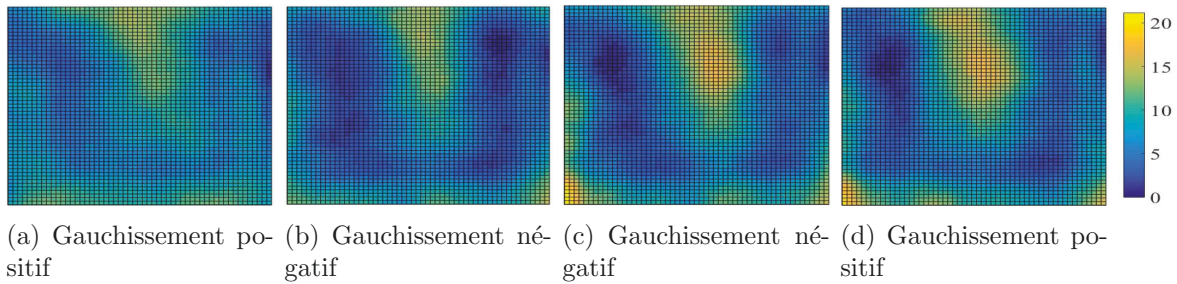 20
15
10
5
0
(a) Gauchissement po-
sitif
(b) Gauchissement né-
gatif
(c) Gauchissement né-
gatif
(d) Gauchissement po-
sitif